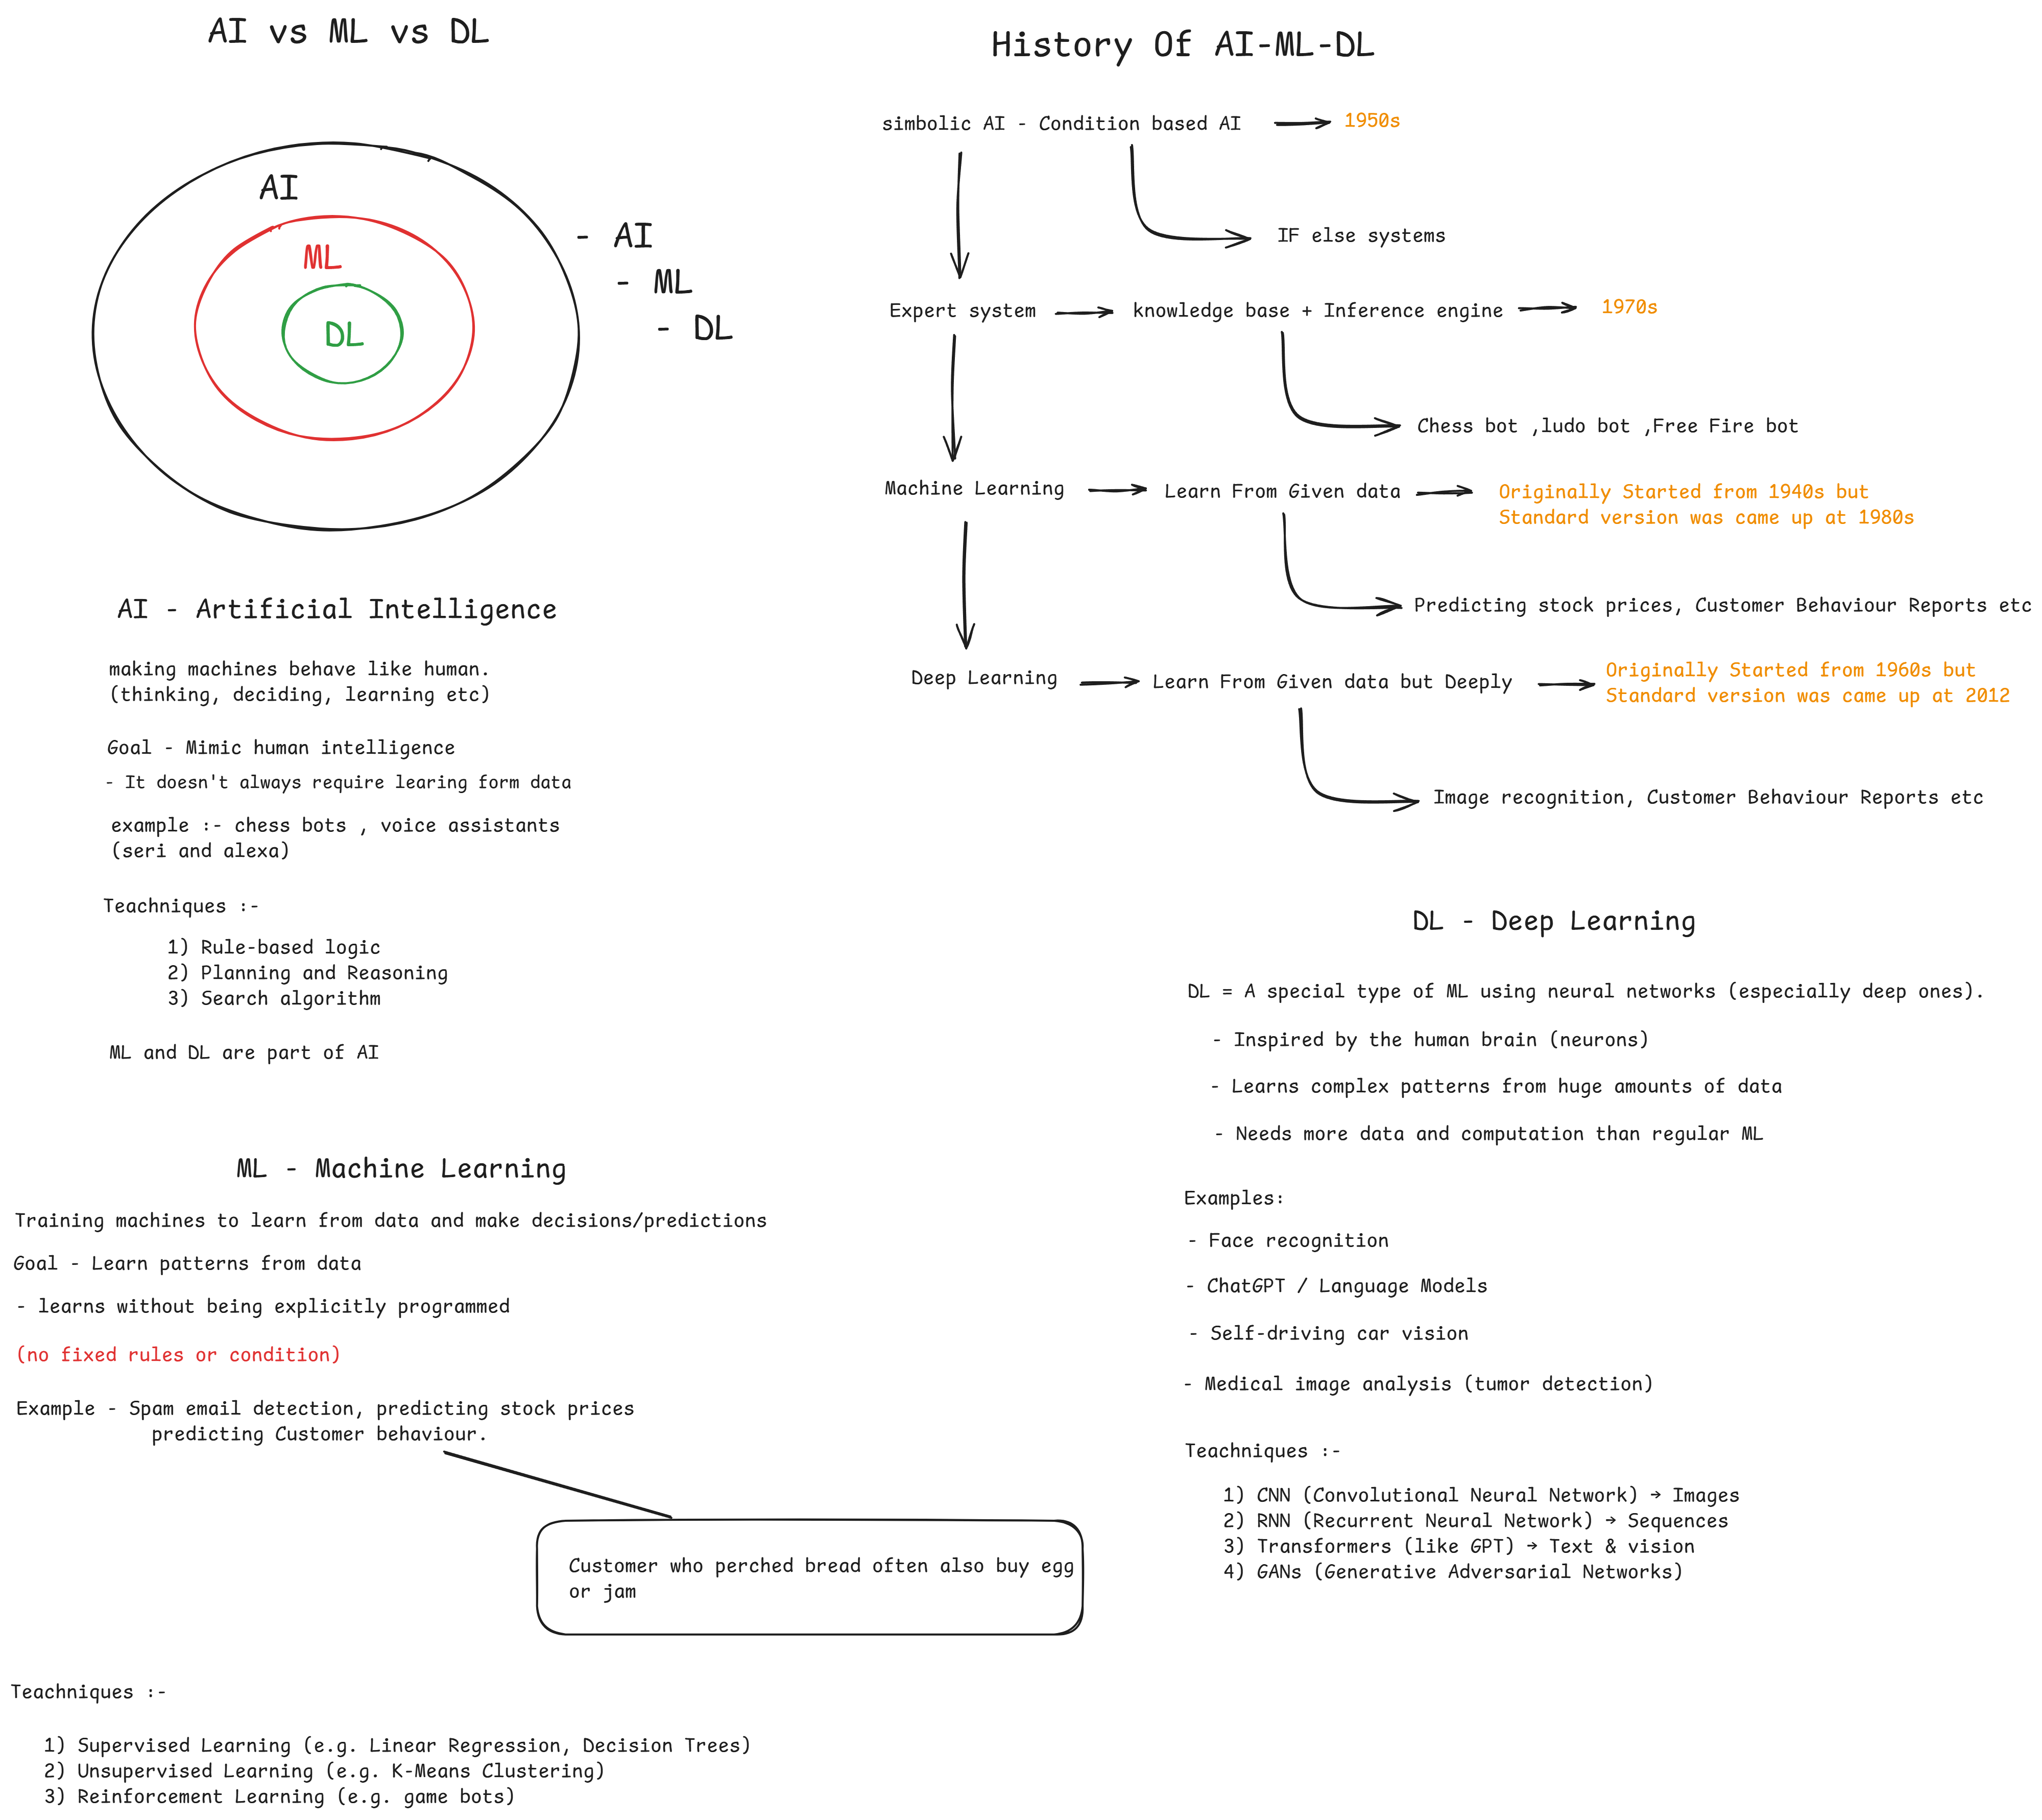 AI vs ML vs DL
AI
ML
DL
- AI
- ML
- DL
AI - Artificial Intelligence
making machines behave like human.
(thinking, deciding, learning etc)
Goal - Mimic human intelligence
- It doesn't always require learing form data
example :- chess bots , voice assistants
(seri and alexa)
Teachniques :-
1) Rule-based logic
2) Planning and Reasoning
3) Search algorithm
ML and DL are part of AI
ML - Machine Learning
Training machines to learn from data and make decisions/predictions
Goal - Learn patterns from data
- learns without being explicitly programmed
(no fixed rules or condition)
Example - Spam email detection, predicting stock prices
predicting Customer behaviour.
Customer who perched bread often also buy egg
or jam
Teachniques :-
1) Supervised Learning (e.g. Linear Regression, Decision Trees)
2) Unsupervised Learning (e.g. K-Means Clustering)
3) Reinforcement Learning (e.g. game bots)
History Of AI-ML-DL
simbolic AI - Condition based AI
1950s
IF else systems
Expert system
knowledge base + Inference engine
1970s
Chess bot ,ludo bot ,Free Fire bot
Machine Learning
Learn From Given data
Originally Started from 1940s but
Standard version was came up at 1980s
Predicting stock prices, Customer Behaviour Reports etc
Deep Learning
Learn From Given data but Deeply
Originally Started from 1960s but
Standard version was came up at 2012
Image recognition, Customer Behaviour Reports etc
DL - Deep Learning
DL = A special type of ML using neural networks (especially deep ones).
- Inspired by the human brain (neurons)
- Learns complex patterns from huge amounts of data
- Needs more data and computation than regular ML
Examples:
- Face recognition
- ChatGPT / Language Models
- Self-driving car vision
- Medical image analysis (tumor detection)
Teachniques :-
1) CNN (Convolutional Neural Network) → Images
2) RNN (Recurrent Neural Network) → Sequences
3) Transformers (like GPT) → Text & vision
4) GANs (Generative Adversarial Networks)